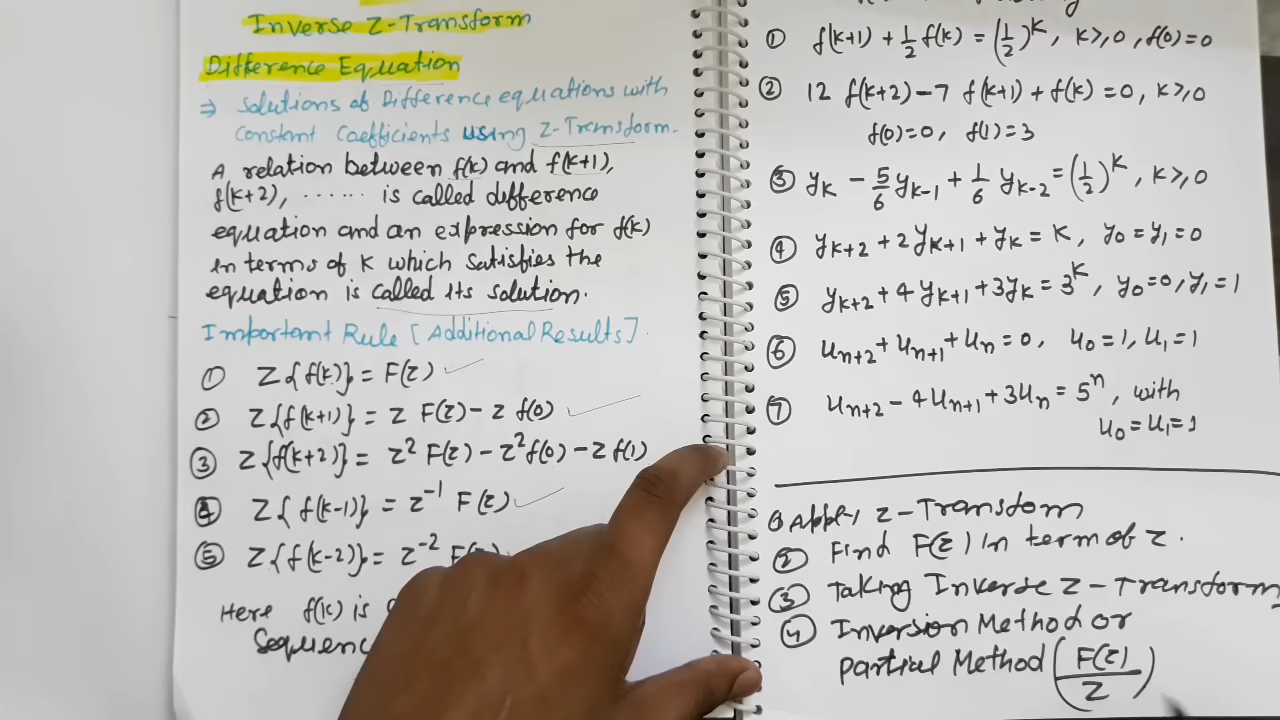 Inverse Z-Transform
Difference Equation
⇒ Solutions of Difference equations with
constant coefficients using Z-Transform.
A relation between f(k) and f(k+1),
f(k+2), ...... is called difference
equation and an expression for f(k)
in terms of k which satisfies the
equation is called its solution.
Important Rule [Additional Results].
① Z{f(k)} = F(z)
② Z{f(k+1)} = z F(z) - z f(0)
③ Z{f(k+2)} = z² F(z) - z² f(0) - z f(1)
④ Z{f(k-1)} = z⁻¹ F(z)
⑤ Z{f(k-2)} = z⁻²
Here f(k) is
① f(k+1) + 1/2 f(k) = (1/2)^k, k≥0, f(0)=0
② 12 f(k+2) - 7 f(k+1) + f(k) = 0, k≥0
f(0)=0, f(1)=3
③ y_k - 5/6 y_{k-1} + 1/6 y_{k-2} = (1/2)^k, k≥0
④ y_{k+2} + 2y_{k+1} + y_k = k, y₀=y₁=0
⑤ y_{k+2} + 4y_{k+1} + 3y_k = 3^k, y₀=0, y₁=1
⑥ u_{n+2} + u_{n+1} + u_n = 0, u₀=1, u₁=1
⑦ u_{n+2} - 4u_{n+1} + 3u_n = 5^n, with
u₀=u₁=1
Z-Transform
② Find F(z) in term of z.
③ Taking Inverse Z-Transform
④ Inversion Method or
Partial Method (F(z)/z)